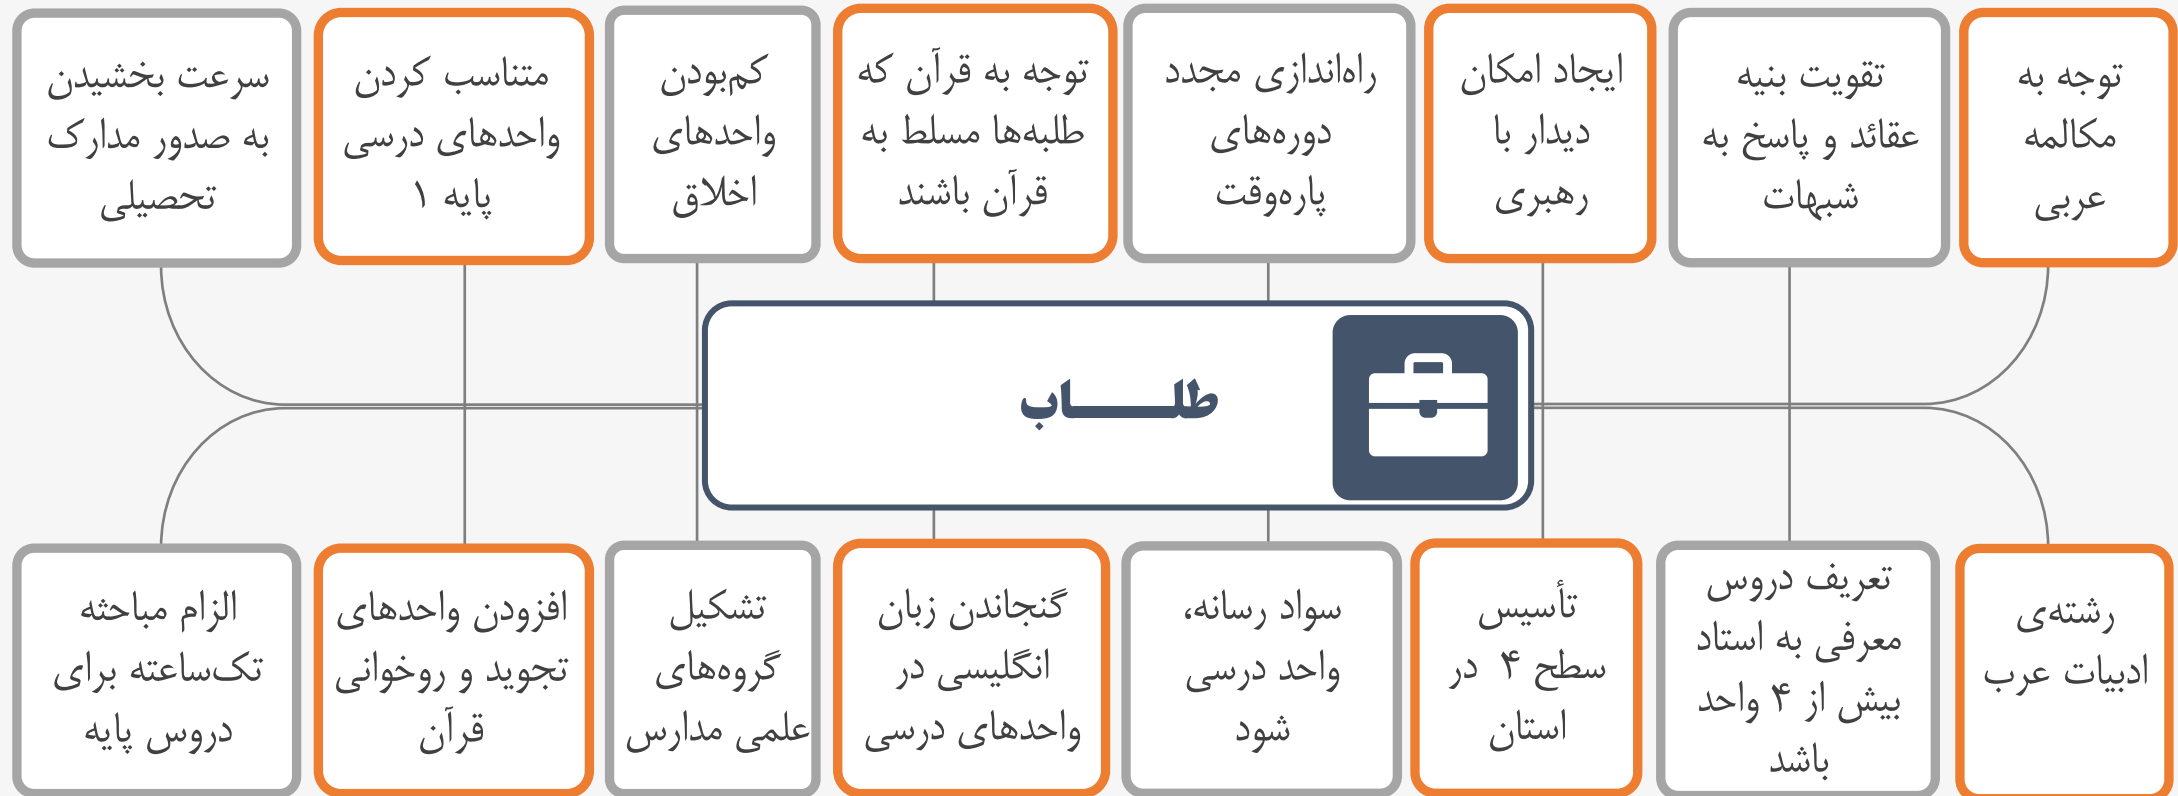 توجه به
مکالمه
عربی
تقویت بنیه
عقائد و پاسخ به
شبهات
ایجاد امکان
دیدار با
رهبری
راه‌اندازی مجدد
دوره‌های
پاره‌وقت
توجه به قرآن که
طلبه‌ها مسلط به
قرآن باشند
کم‌بودن
واحدهای
اخلاق
متناسب کردن
واحدهای درسی
پایه ۱
سرعت بخشیدن
به صدور مدارک
تحصیلی
طلـــــاب
رشته‌ی
ادبیات عرب
تعریف دروس
معرفی به استاد
بیش از ۴ واحد
باشد
تأسیس
سطح ۴ در
استان
سواد رسانه،
واحد درسی
شود
گنجاندن زبان
انگلیسی در
واحدهای درسی
تشکیل
گروه‌های
علمی مدارس
افزودن واحدهای
تجوید و روخوانی
قرآن
الزام مباحثه
تک‌ساعته برای
دروس پایه